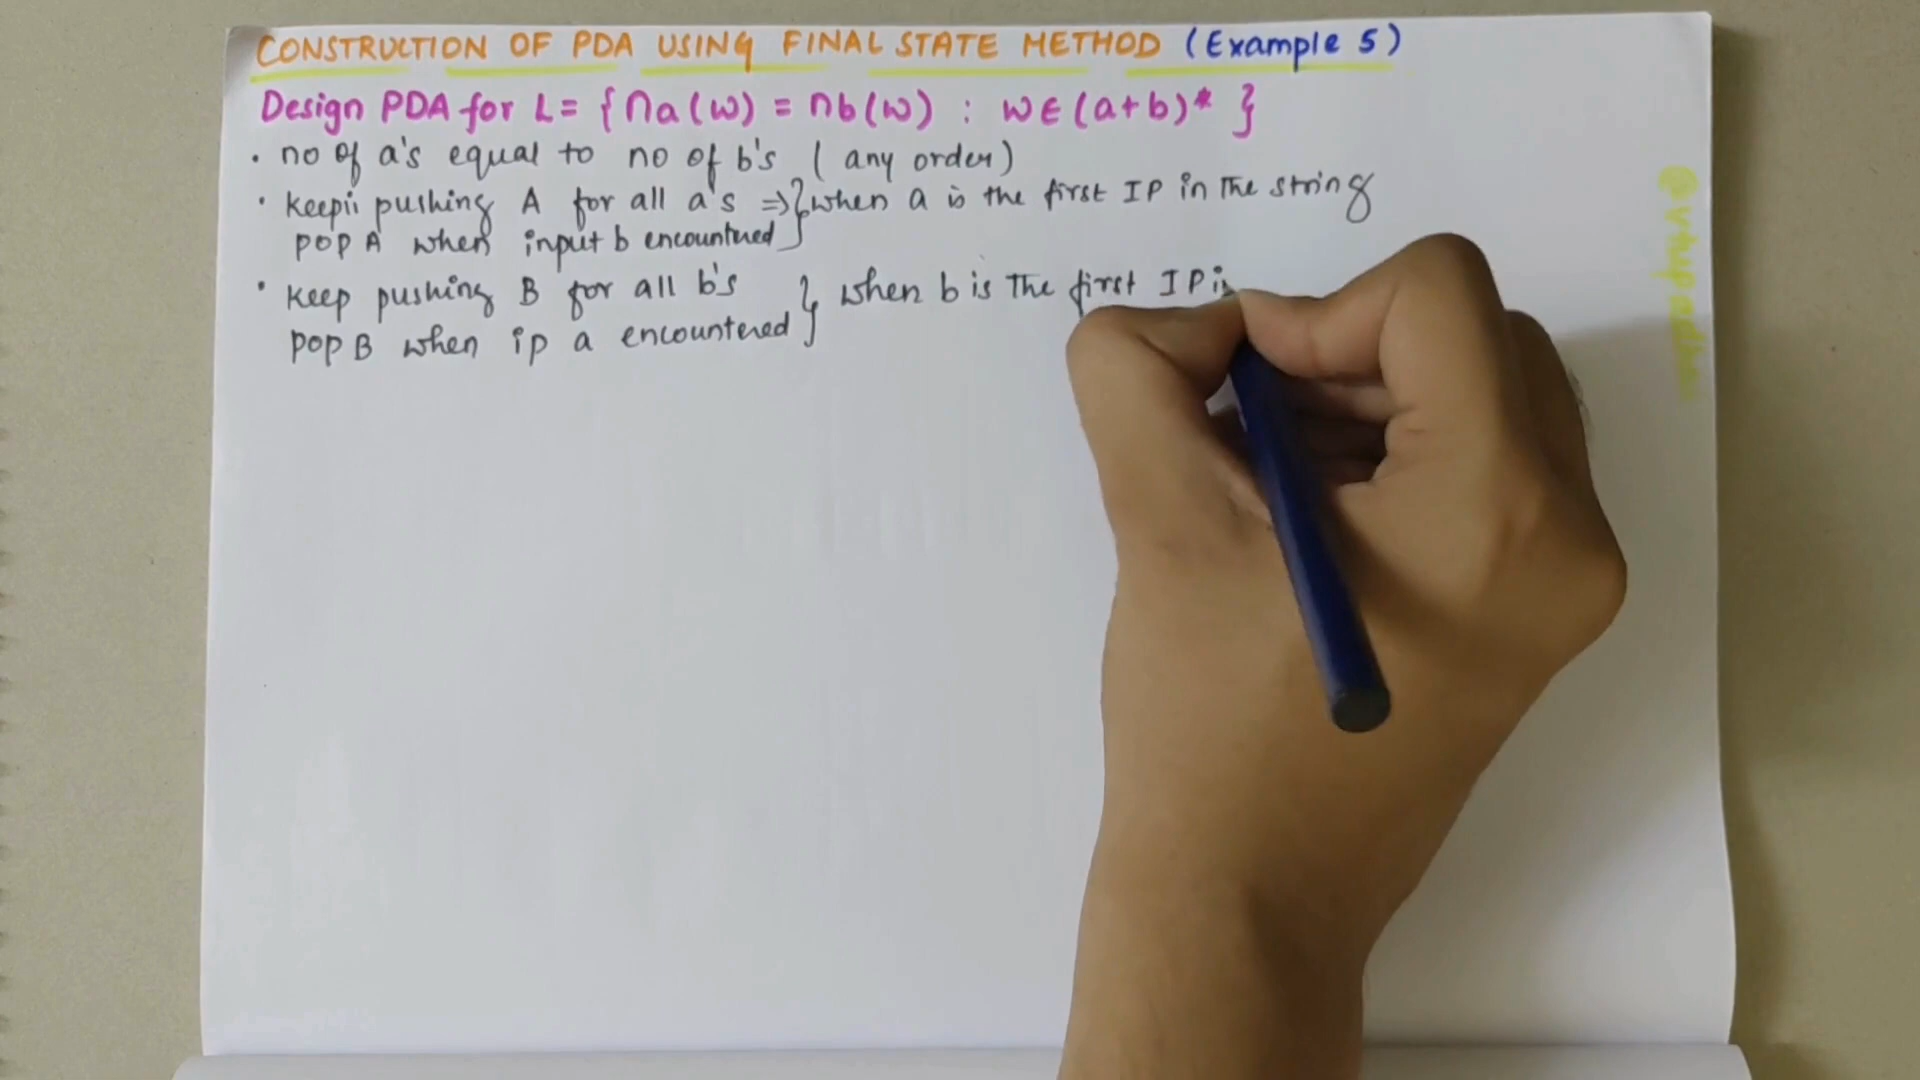 CONSTRUCTION OF PDA USING FINAL STATE METHOD (Example 5)
Design PDA for L = { na(w) = nb(w) : w∈(a+b)* }
• no of a's equal to no of b's ( any order)
• keepii pushing A for all a's ⇒} when a is the first IP in the string
pop A when input b encountered }
• keep pushing B for all b's } when b is the first IP i
pop B when ip a encountered }